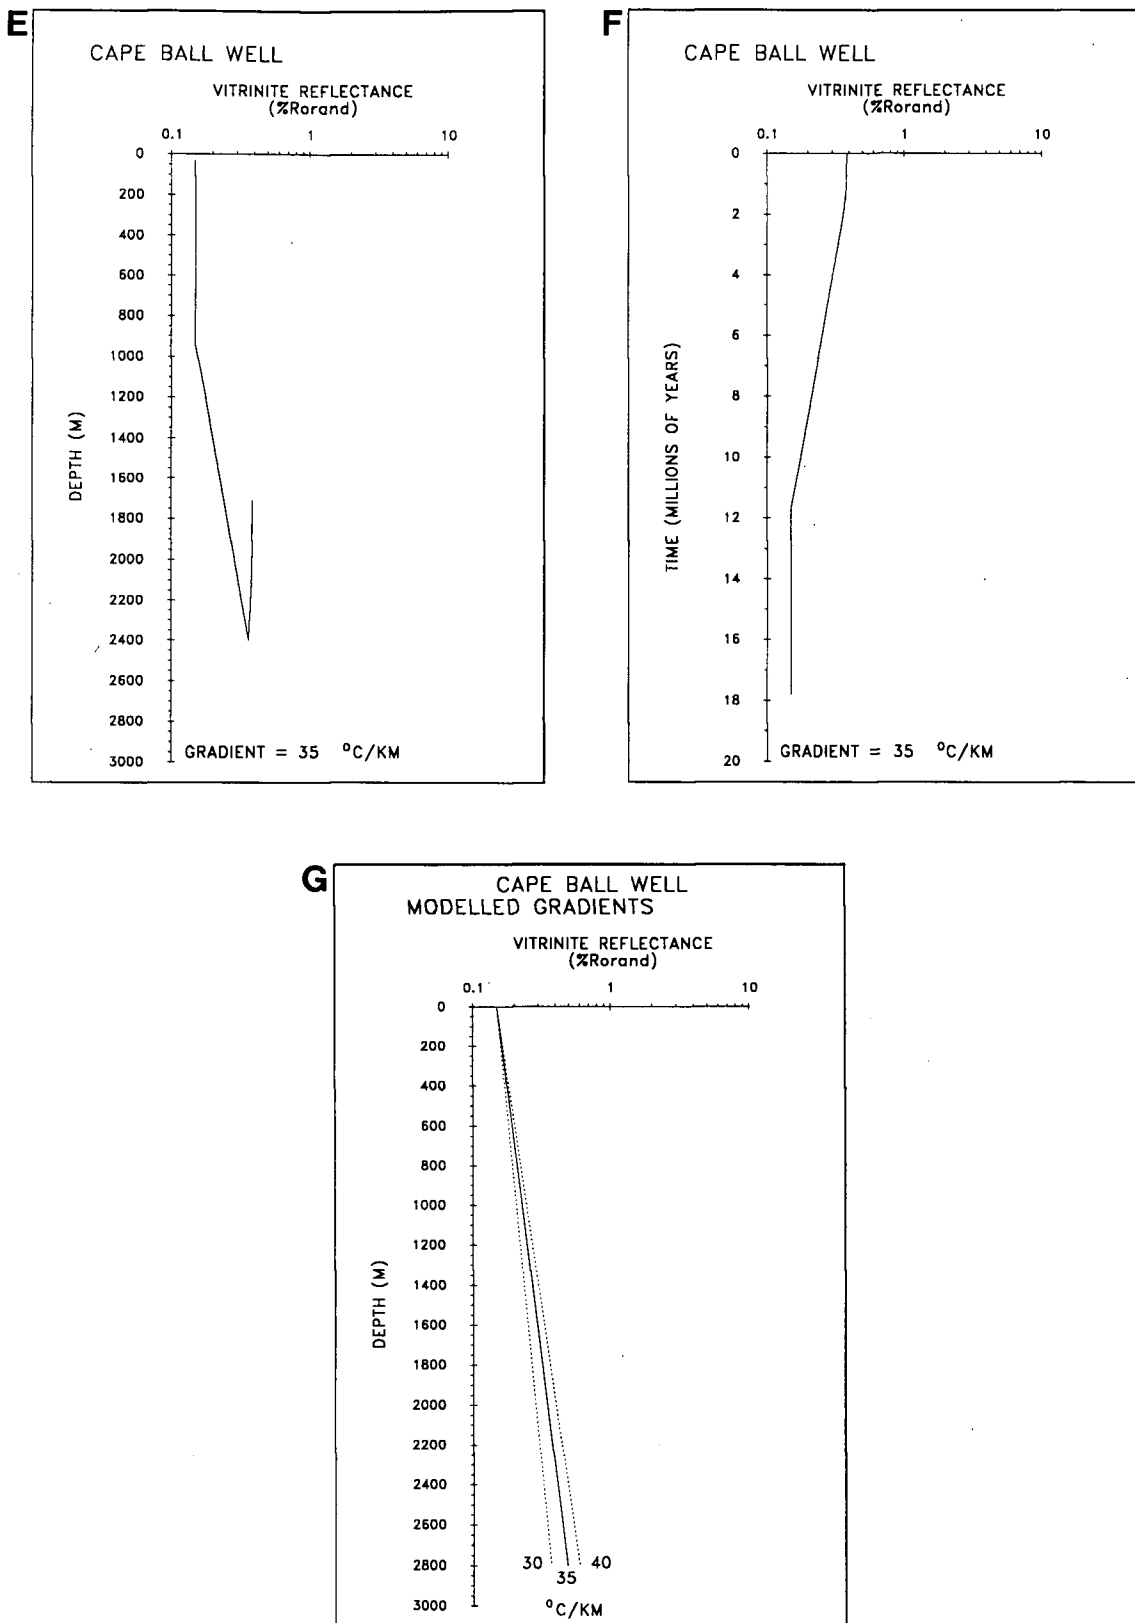 E
CAPE BALL WELL
VITRINITE REFLECTANCE
(%Rorand)
0.1 1 10
0
200
400
600
800
1000
1200
1400
1600
1800
2000
2200
2400
2600
2800
3000
DEPTH (M)
GRADIENT = 35 °C/KM
F
CAPE BALL WELL
VITRINITE REFLECTANCE
(%Rorand)
0.1 1 10
0
2
4
6
8
10
12
14
16
18
20
TIME (MILLIONS OF YEARS)
GRADIENT = 35 °C/KM
G
CAPE BALL WELL
MODELLED GRADIENTS
VITRINITE REFLECTANCE
(%Rorand)
0.1 1 10
0
200
400
600
800
1000
1200
1400
1600
1800
2000
2200
2400
2600
2800
3000
DEPTH (M)
30 40
35
°C/KM